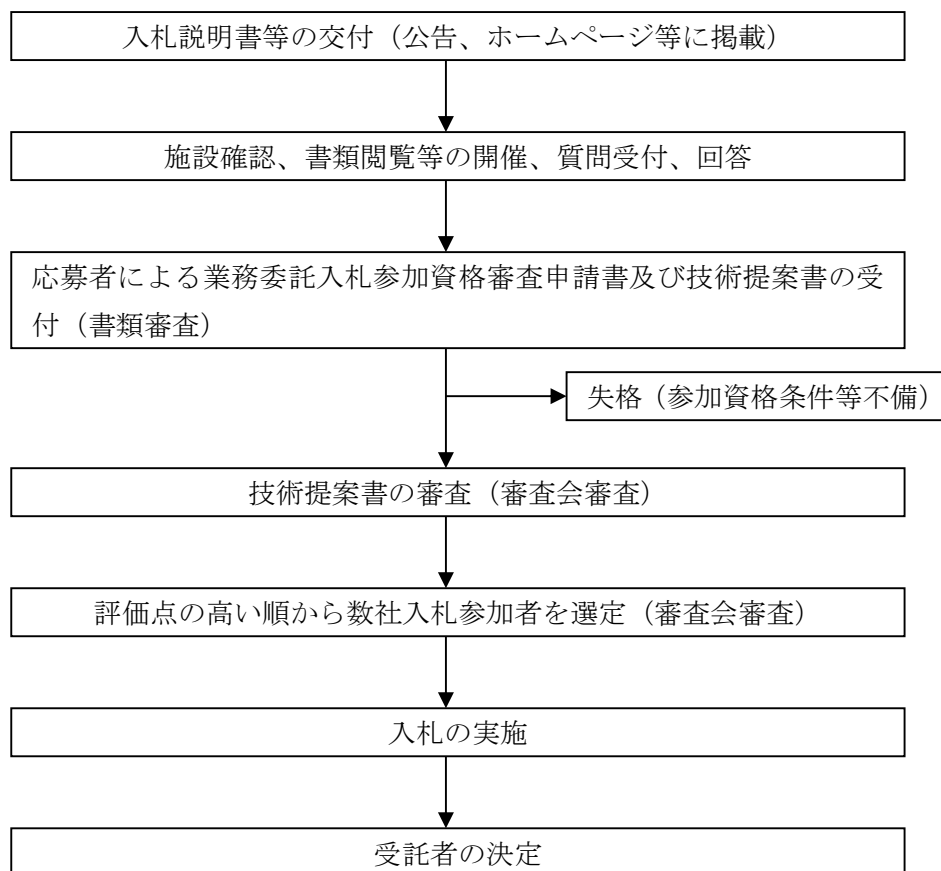 入札説明書等の交付（公告、ホームページ等に掲載）
施設確認、書類閲覧等の開催、質問受付、回答
応募者による業務委託入札参加資格審査申請書及び技術提案書の受
付（書類審査）
失格（参加資格条件等不備）
技術提案書の審査（審査会審査）
評価点の高い順から数社入札参加者を選定（審査会審査）
入札の実施
受託者の決定